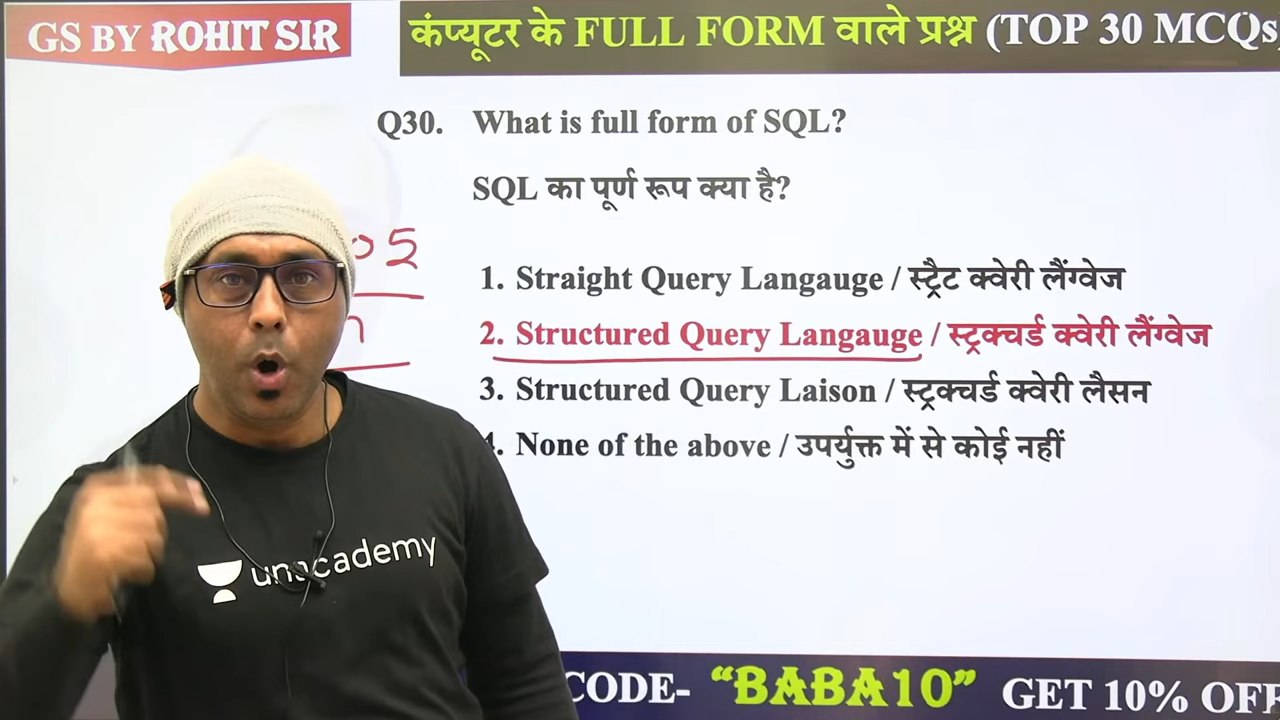 GS BY ROHIT SIR
कंप्यूटर के FULL FORM वाले प्रश्न (TOP 30 MCQs
Q30. What is full form of SQL?
SQL का पूर्ण रूप क्या है?
05
1. Straight Query Langauge / स्ट्रैट क्वेरी लैंग्वेज
2. Structured Query Langauge / स्ट्रक्चर्ड क्वेरी लैंग्वेज
3. Structured Query Laison / स्ट्रक्चर्ड क्वेरी लैसन
4. None of the above / उपर्युक्त में से कोई नहीं
unacademy
CODE- “BABA10” GET 10% OFF